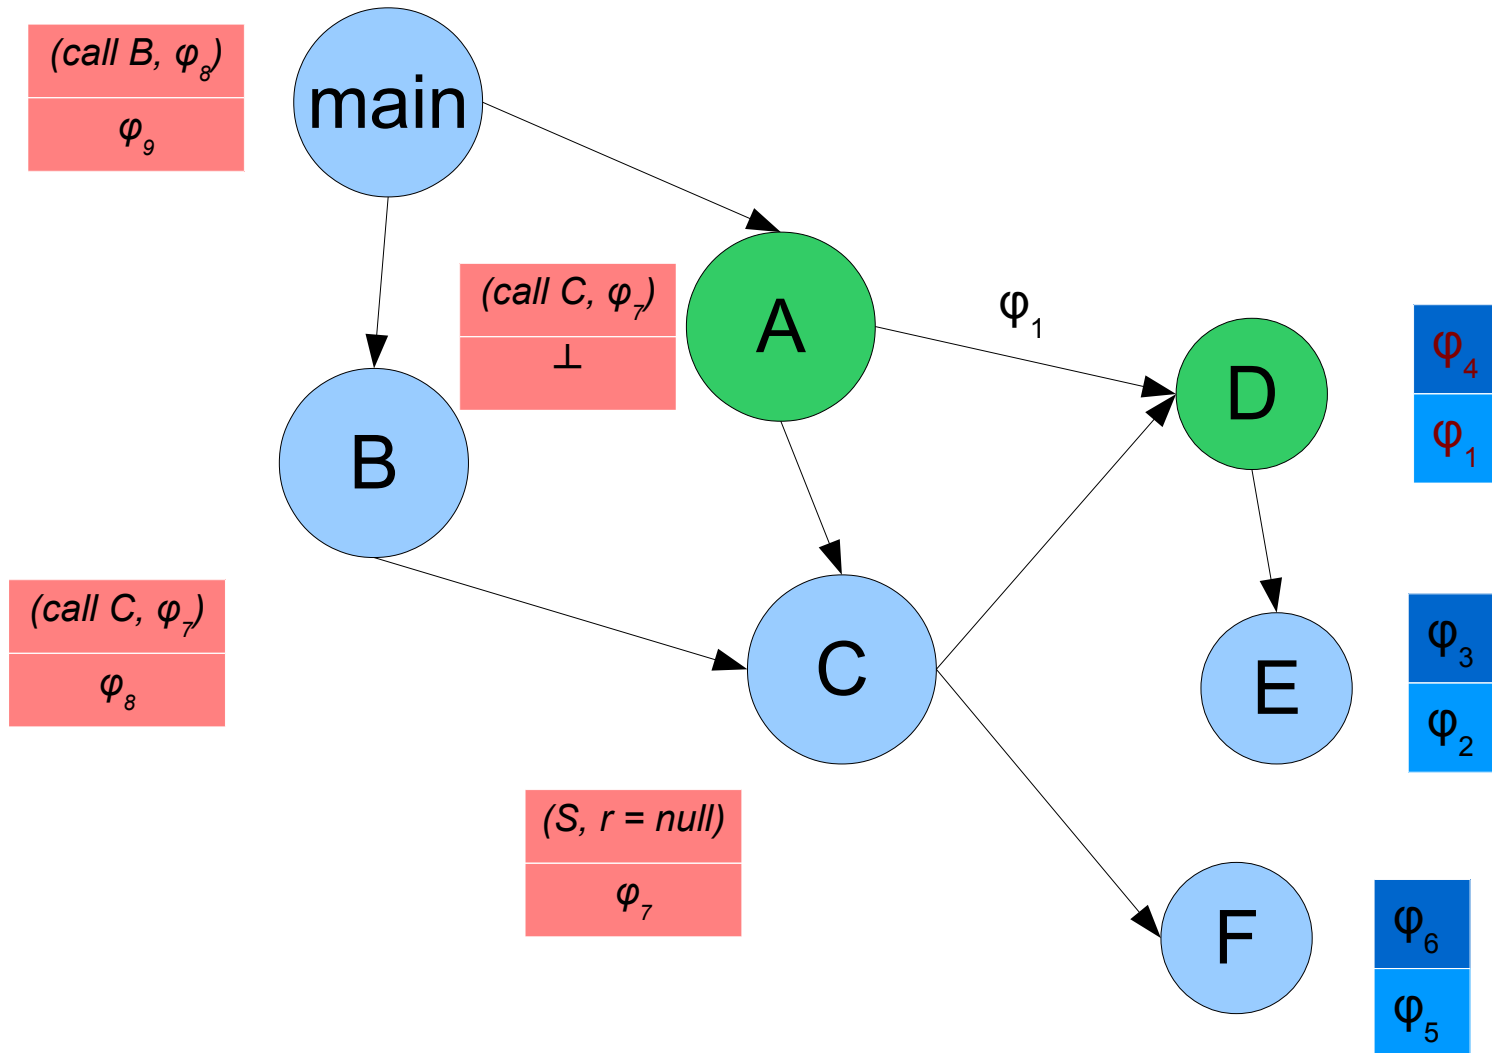 (call B, φ₈)
φ₉
main
(call C, φ₇)
⊥
A
φ₁
D
φ₄
φ₁
B
(call C, φ₇)
φ₈
C
E
φ₃
φ₂
(S, r = null)
φ₇
F
φ₆
φ₅